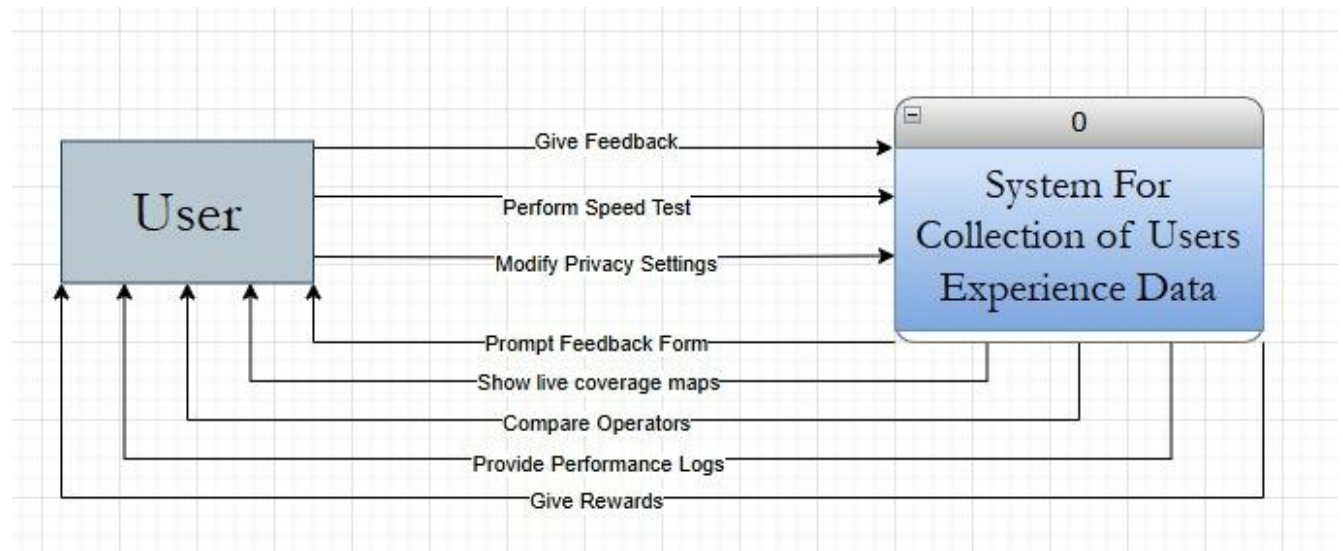 0
Give Feedback
System For
User
Perform Speed Test
Collection of Users
Modify Privacy Settings
Experience Data
Prompt Feedback Form
Show live coverage maps
Compare Operators
Provide Performance Logs
Give Rewards